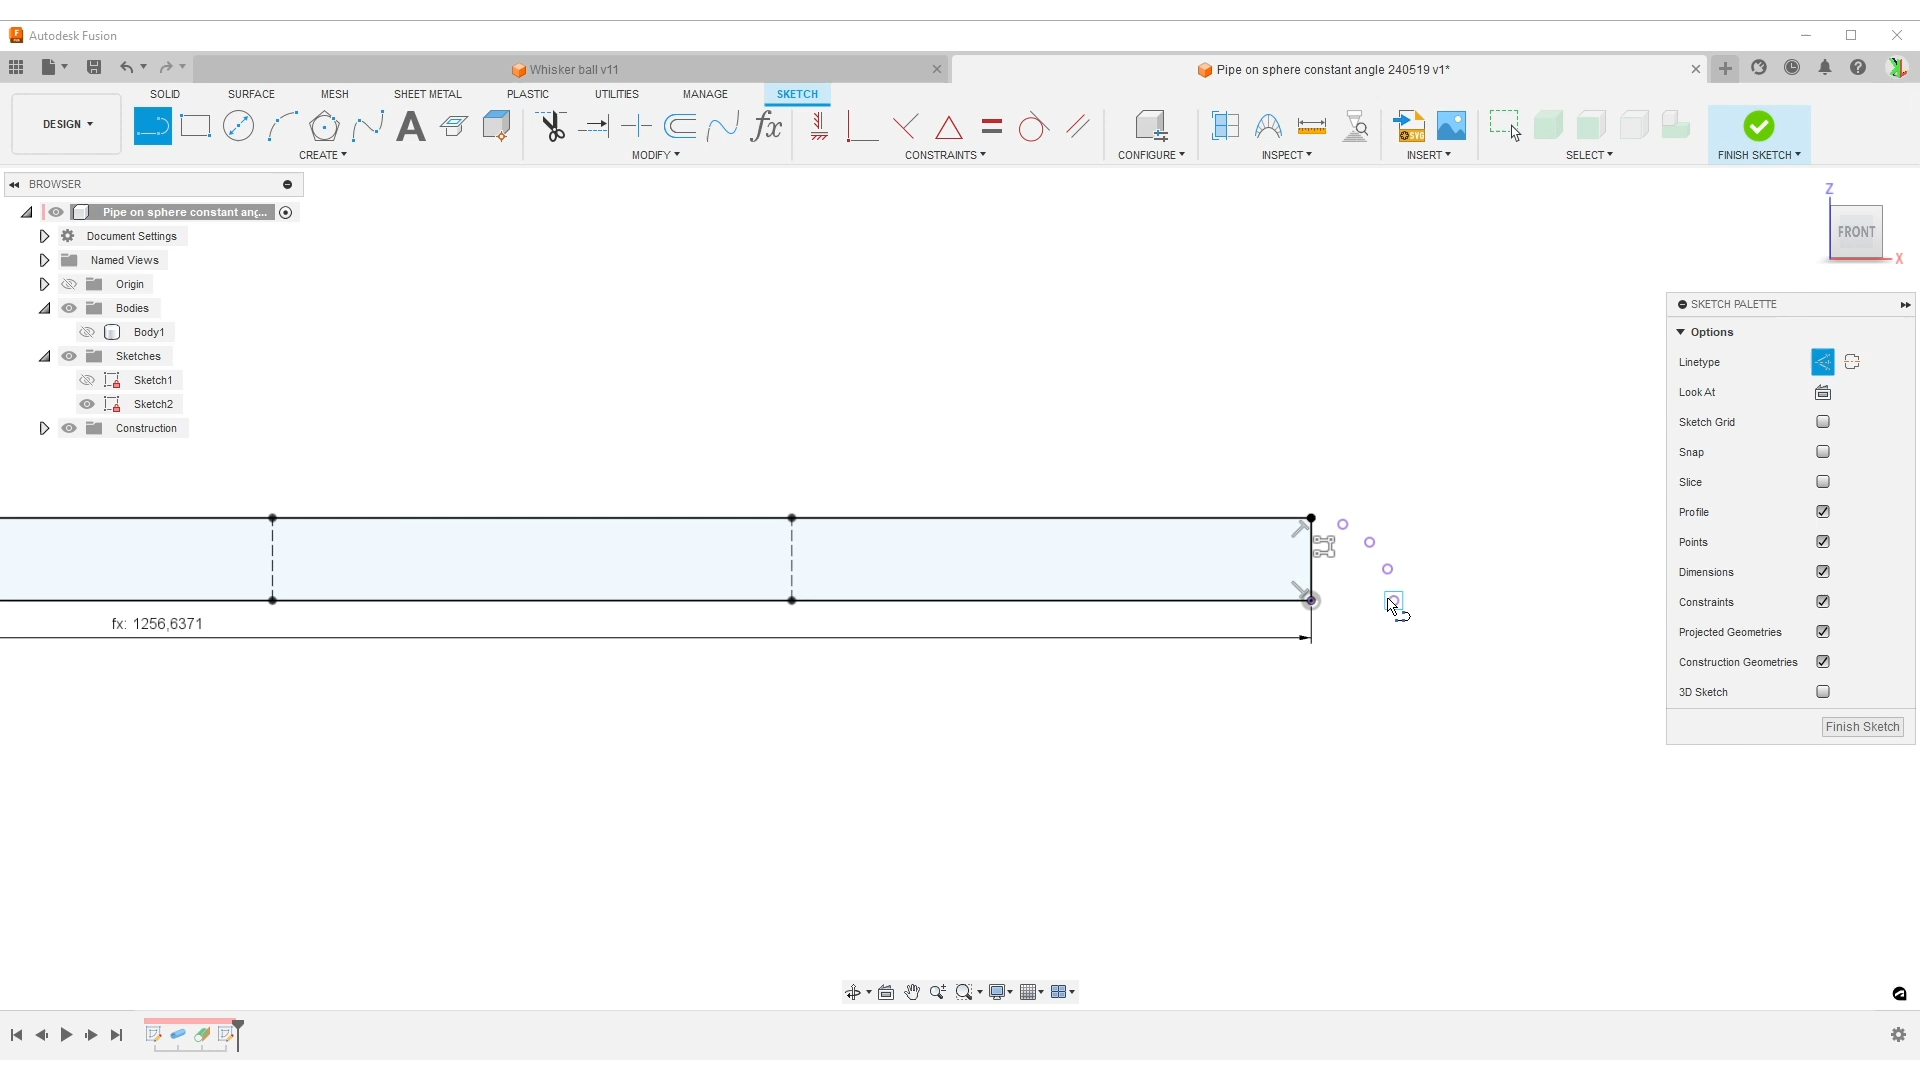 Autodesk Fusion
Whisker ball v11
Pipe on sphere constant angle 240519 v1*
SOLID SURFACE MESH SHEET METAL PLASTIC UTILITIES MANAGE SKETCH
DESIGN
CREATE MODIFY CONSTRAINTS CONFIGURE INSPECT INSERT SELECT FINISH SKETCH
BROWSER
Pipe on sphere constant ang...
Document Settings
Named Views
Origin
Bodies
Body1
Sketches
Sketch1
Sketch2
Construction
Z
FRONT
X
SKETCH PALETTE
Options
Linetype
Look At
Sketch Grid
Snap
Slice
Profile
Points
Dimensions
Constraints
Projected Geometries
Construction Geometries
3D Sketch
Finish Sketch
fx: 1256,6371